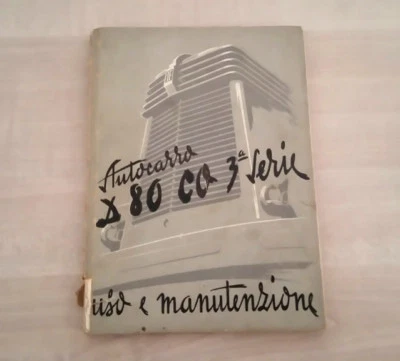 Autocarro
D 80 CO 3ª serie
uso e manutenzione